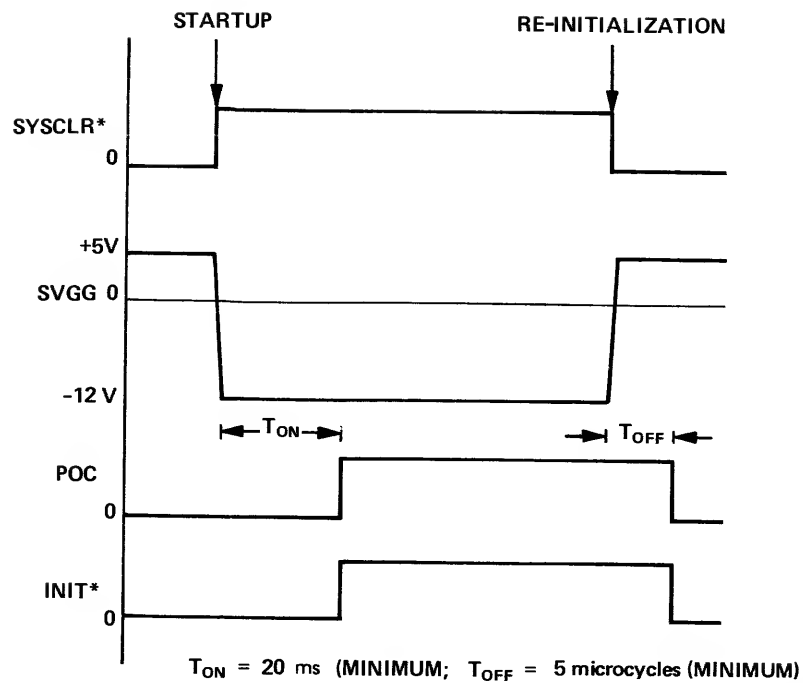 STARTUP
RE-INITIALIZATION
SYSCLR*
0
+5V
SVGG 0
-12 V
TON
TOFF
POC
0
INIT*
0
TON = 20 ms (MINIMUM; TOFF = 5 microcycles (MINIMUM)